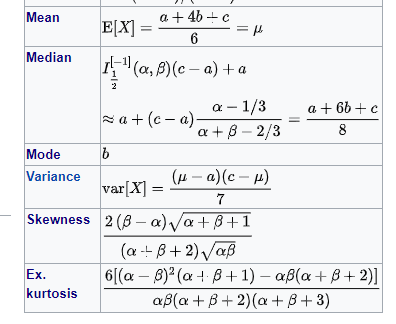 Mean E[X] = (a + 4b + c)/6 = μ
Median I_{1/2}^{[-1]}(α, β)(c − a) + a
≈ a + (c − a) (α − 1/3)/(α + β − 2/3) = (a + 6b + c)/8
Mode b
Variance var[X] = (μ − a)(c − μ)/7
Skewness 2 (β − α)√(α + β + 1) / ((α + β + 2)√(αβ))
Ex. kurtosis 6[(α − β)²(α + β + 1) − αβ(α + β + 2)] / (αβ(α + β + 2)(α + β + 3))